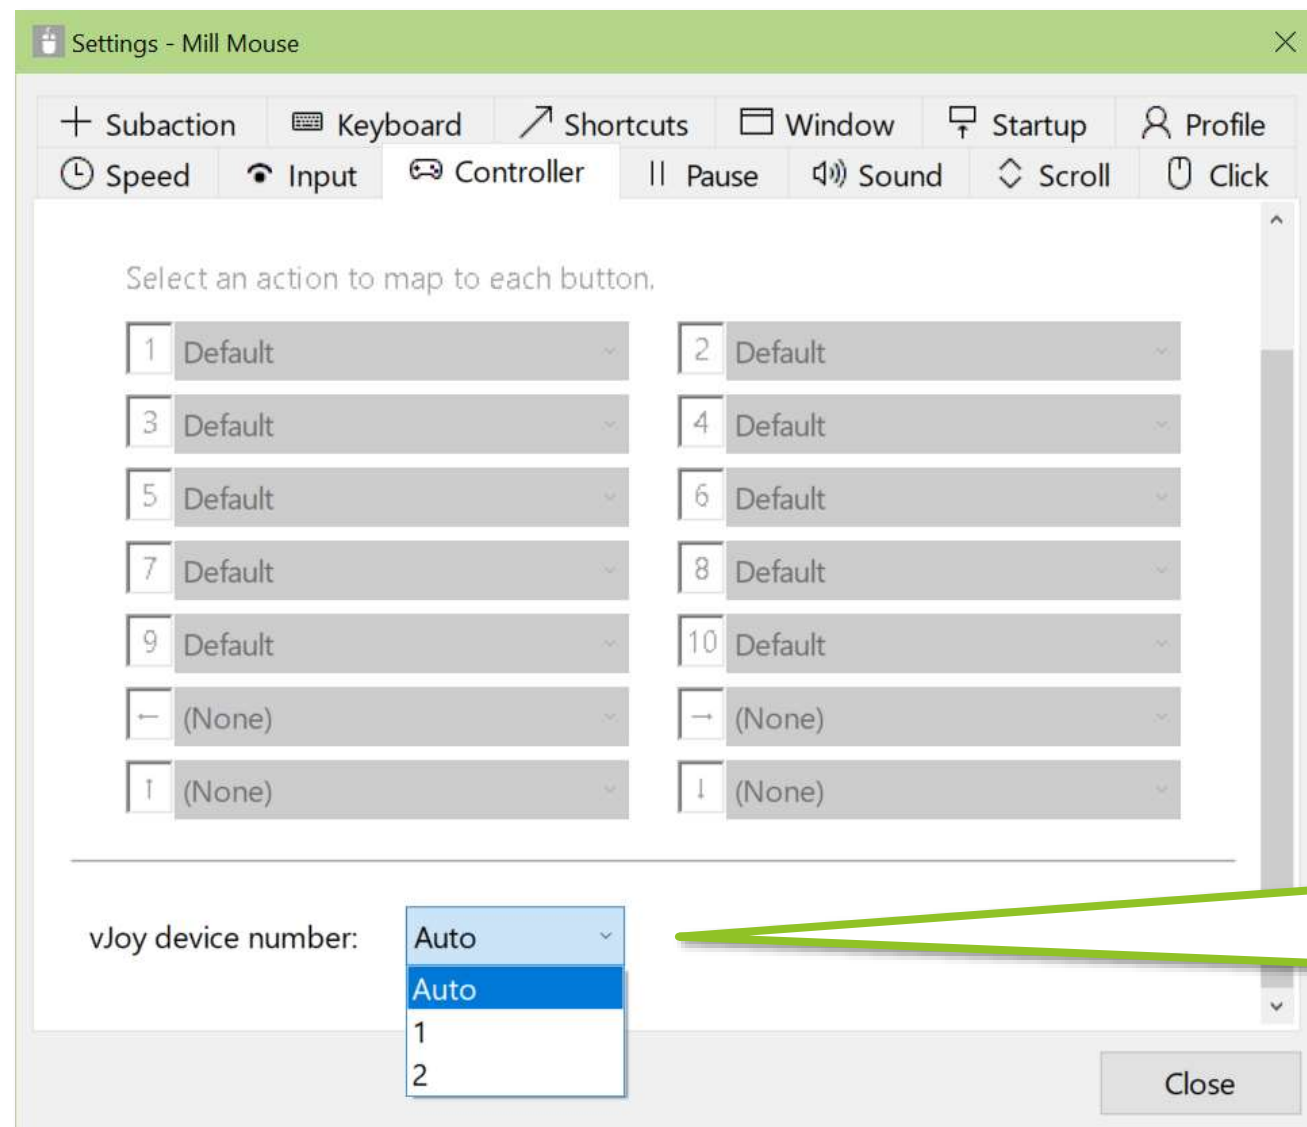 Settings - Mill Mouse
Subaction Keyboard Shortcuts Window Startup Profile
Speed Input Controller Pause Sound Scroll Click
Select an action to map to each button.
1 Default 2 Default
3 Default 4 Default
5 Default 6 Default
7 Default 8 Default
9 Default 10 Default
← (None) → (None)
↑ (None) ↓ (None)
vJoy device number: Auto
Auto
1
2
Close